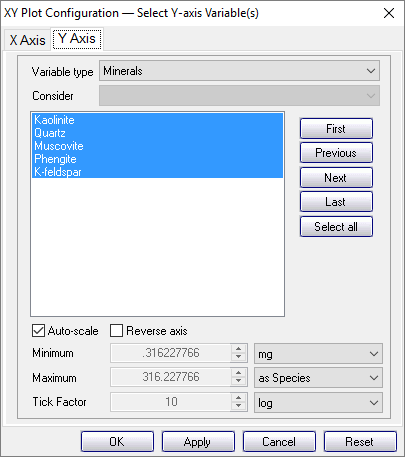 XY Plot Configuration — Select Y-axis Variable(s)
X Axis Y Axis
Variable type Minerals
Consider
Kaolinite
Quartz
Muscovite
Phengite
K-feldspar
First
Previous
Next
Last
Select all
Auto-scale Reverse axis
Minimum .316227766 mg
Maximum 316.227766 as Species
Tick Factor 10 log
OK Apply Cancel Reset